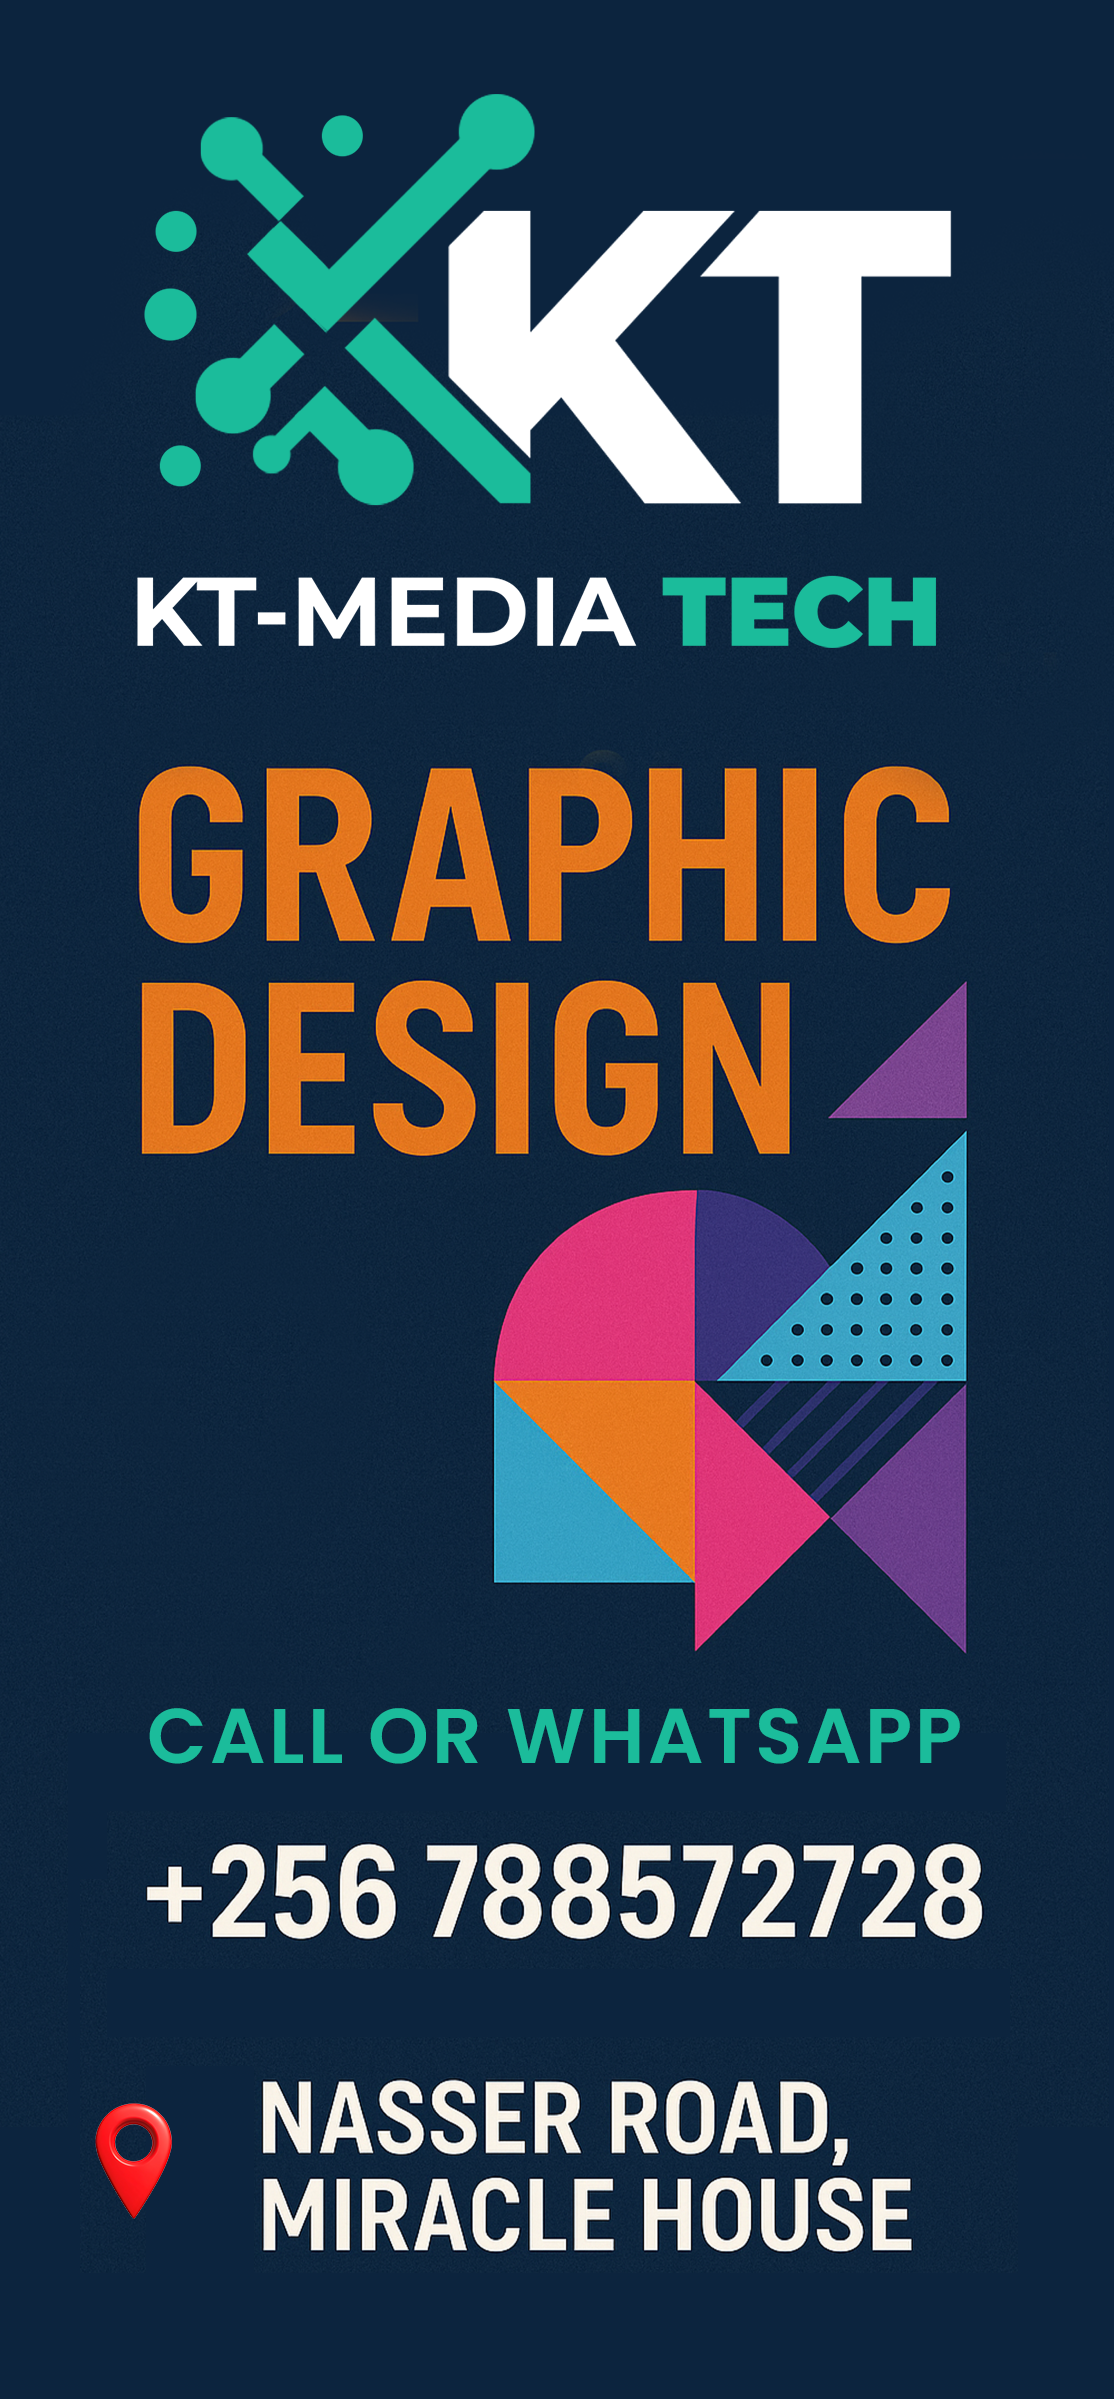 KT
KT-MEDIA TECH
GRAPHIC
DESIGN
CALL OR WHATSAPP
+256 788572728
NASSER ROAD,
MIRACLE HOUSE